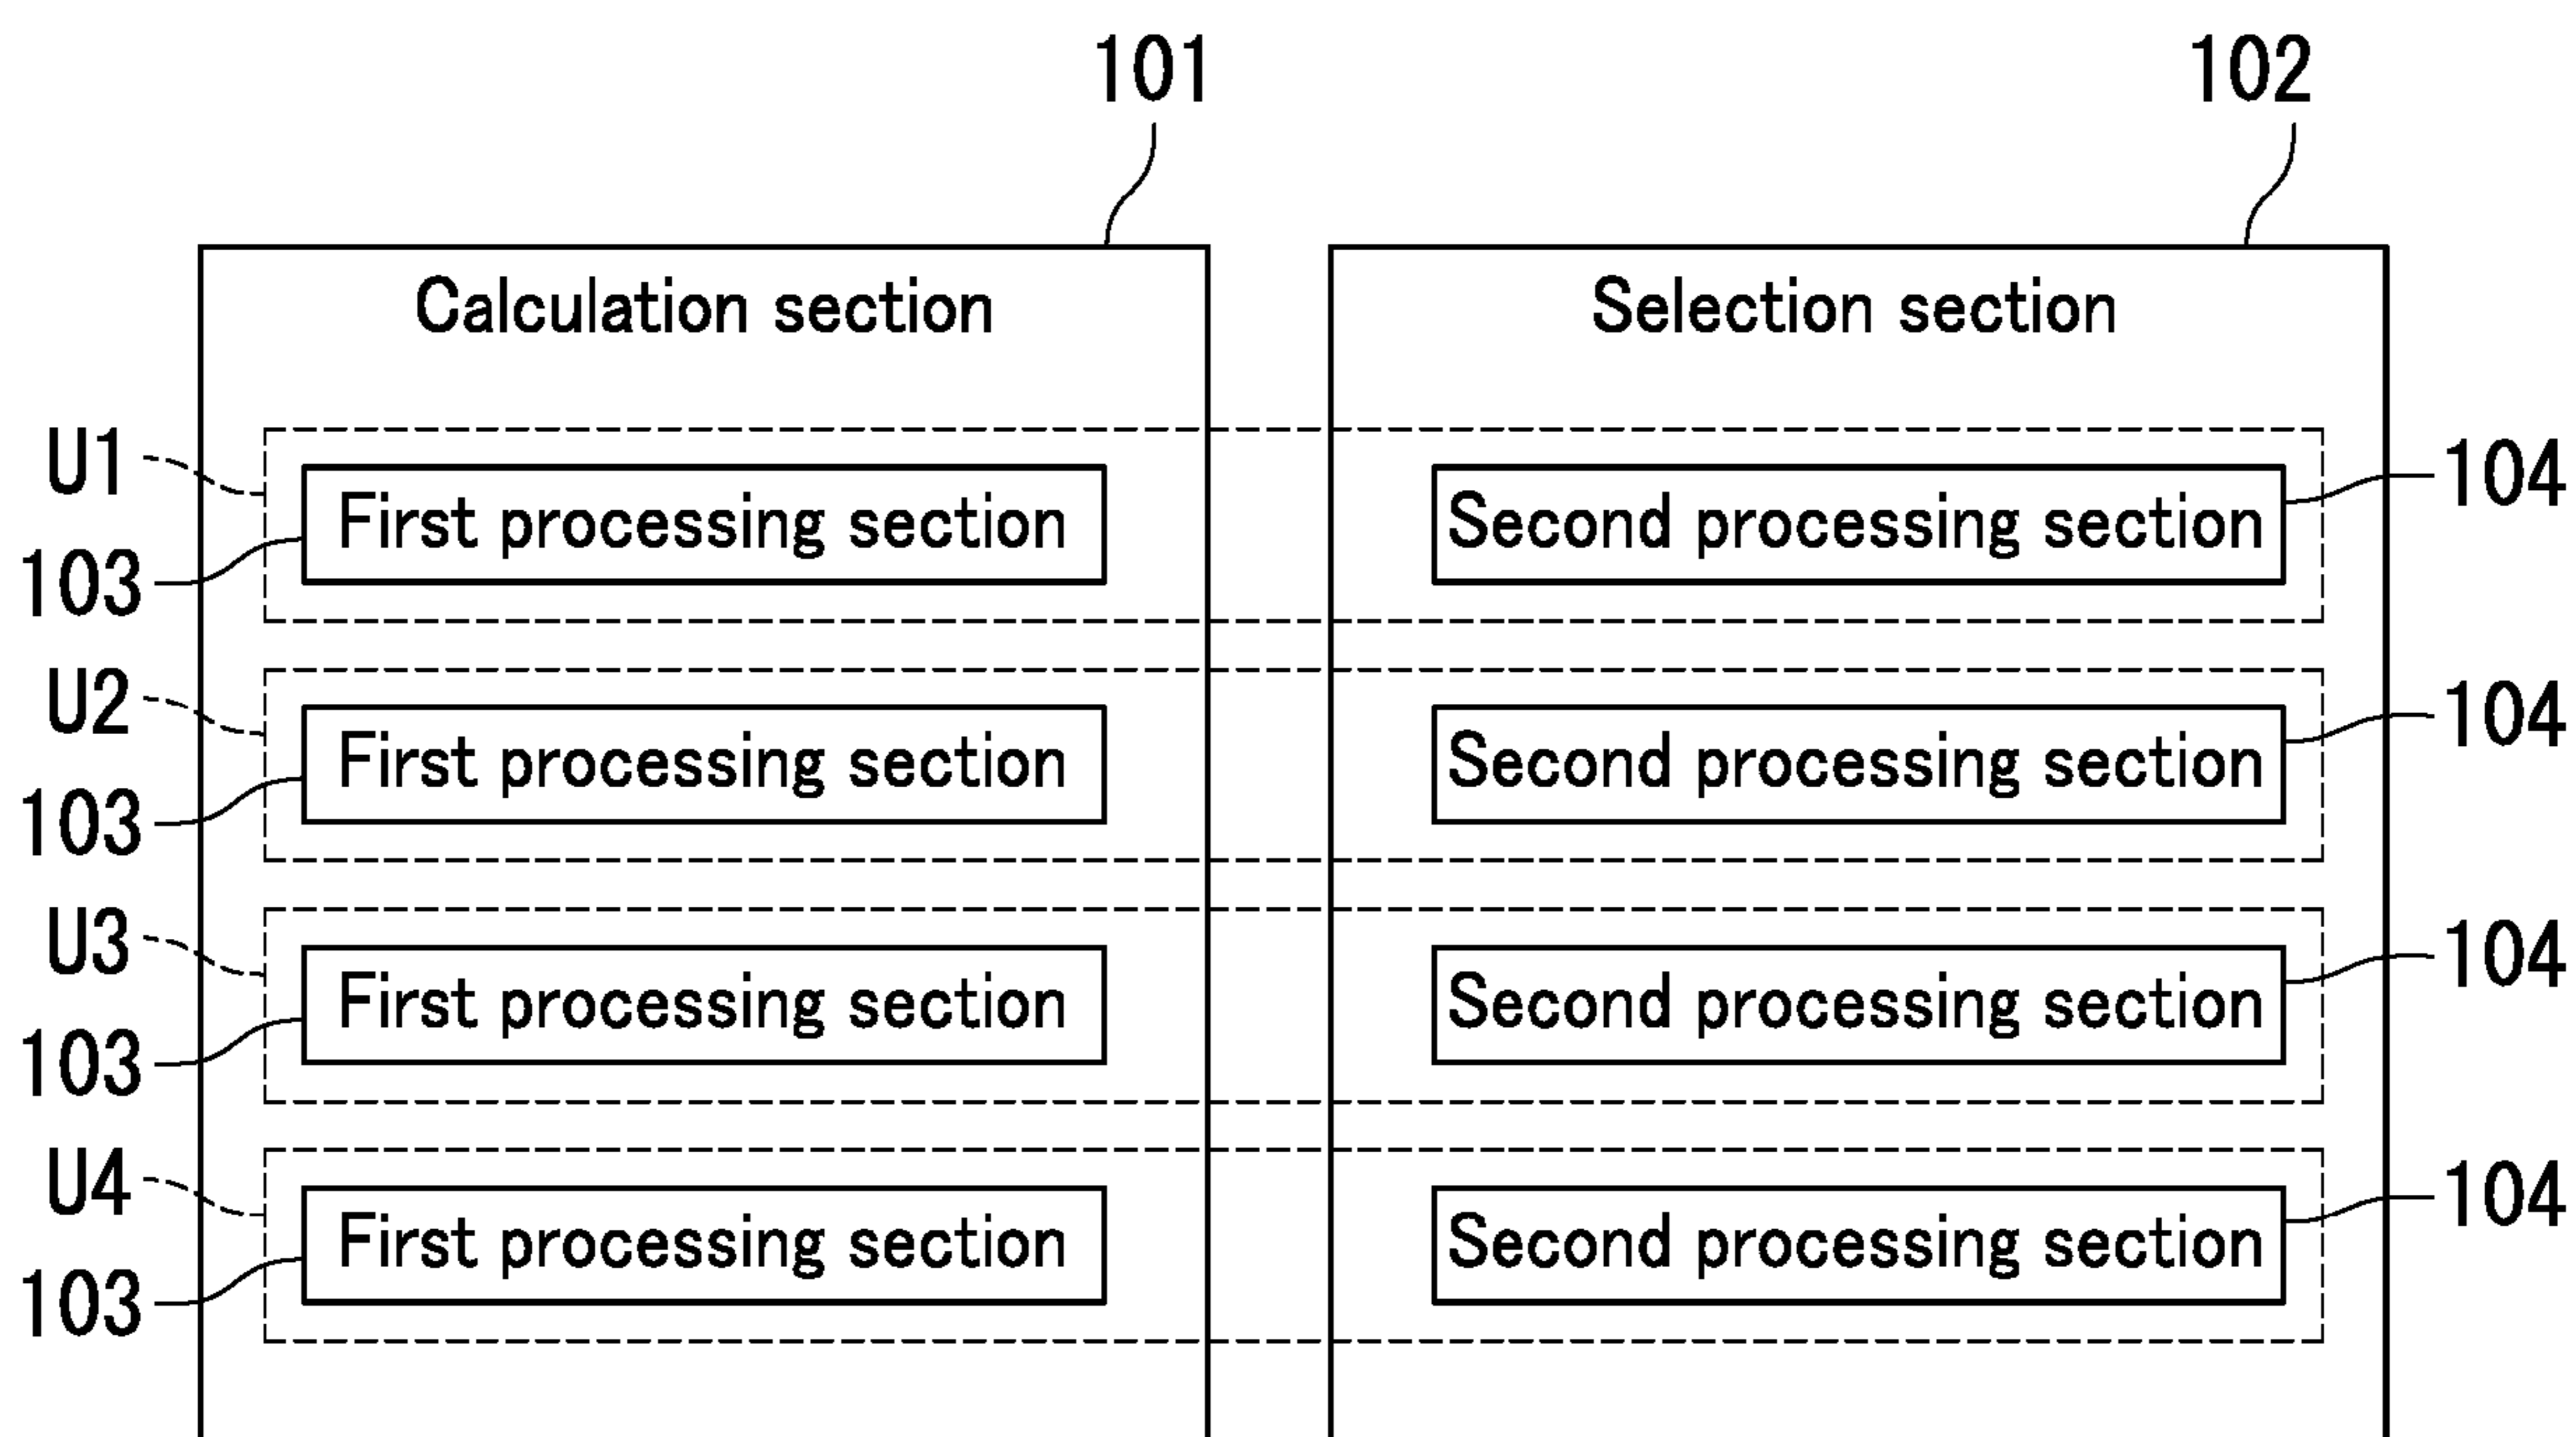 101 102
Calculation section Selection section
U1
First processing section Second processing section 104
103
U2
First processing section Second processing section 104
103
U3
First processing section Second processing section 104
103
U4
First processing section Second processing section 104
103